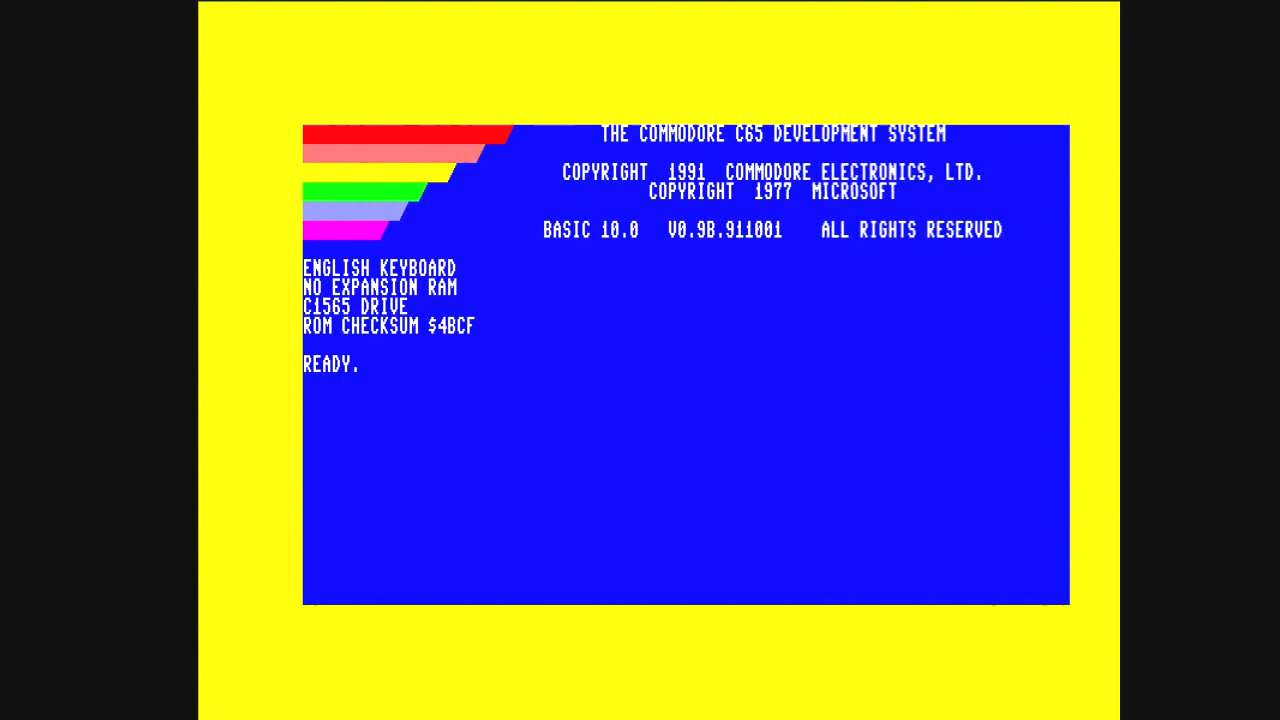 THE COMMODORE C65 DEVELOPMENT SYSTEM
COPYRIGHT  1991  COMMODORE ELECTRONICS, LTD.
COPYRIGHT  1977  MICROSOFT
BASIC 10.0   V0.9B.911001    ALL RIGHTS RESERVED
ENGLISH KEYBOARD
NO EXPANSION RAM
C1565 DRIVE
ROM CHECKSUM $4BCF
READY.